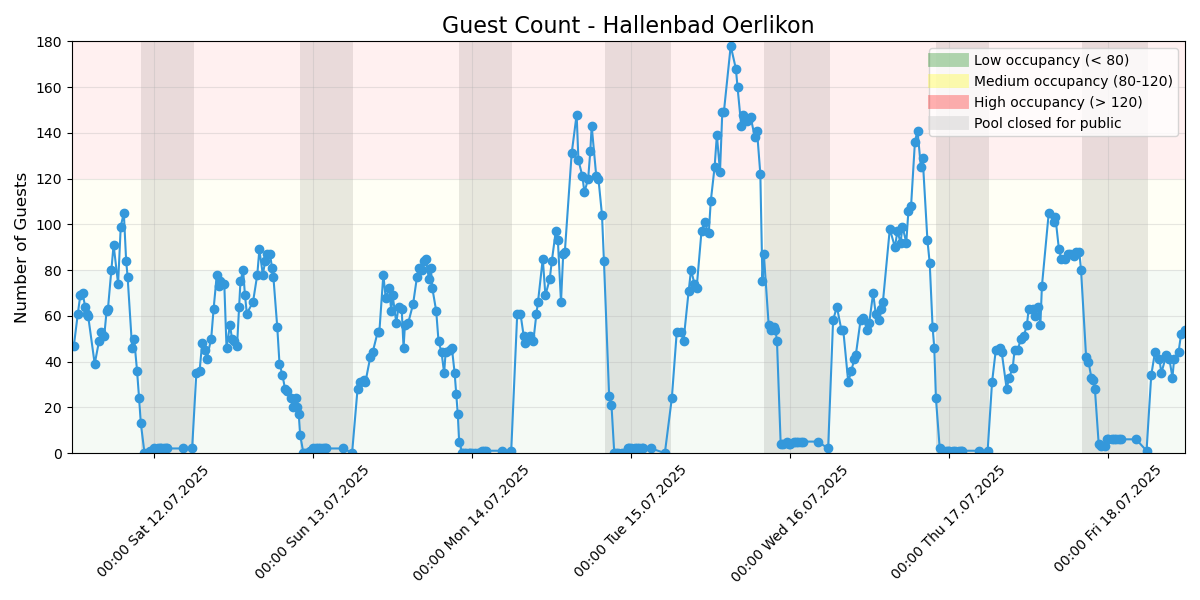 Guest Count - Hallenbad Oerlikon
Number of Guests
180
160
140
120
100
80
60
40
20
0
Low occupancy (< 80)
Medium occupancy (80-120)
High occupancy (> 120)
Pool closed for public
00:00 Sat 12.07.2025
00:00 Sun 13.07.2025
00:00 Mon 14.07.2025
00:00 Tue 15.07.2025
00:00 Wed 16.07.2025
00:00 Thu 17.07.2025
00:00 Fri 18.07.2025